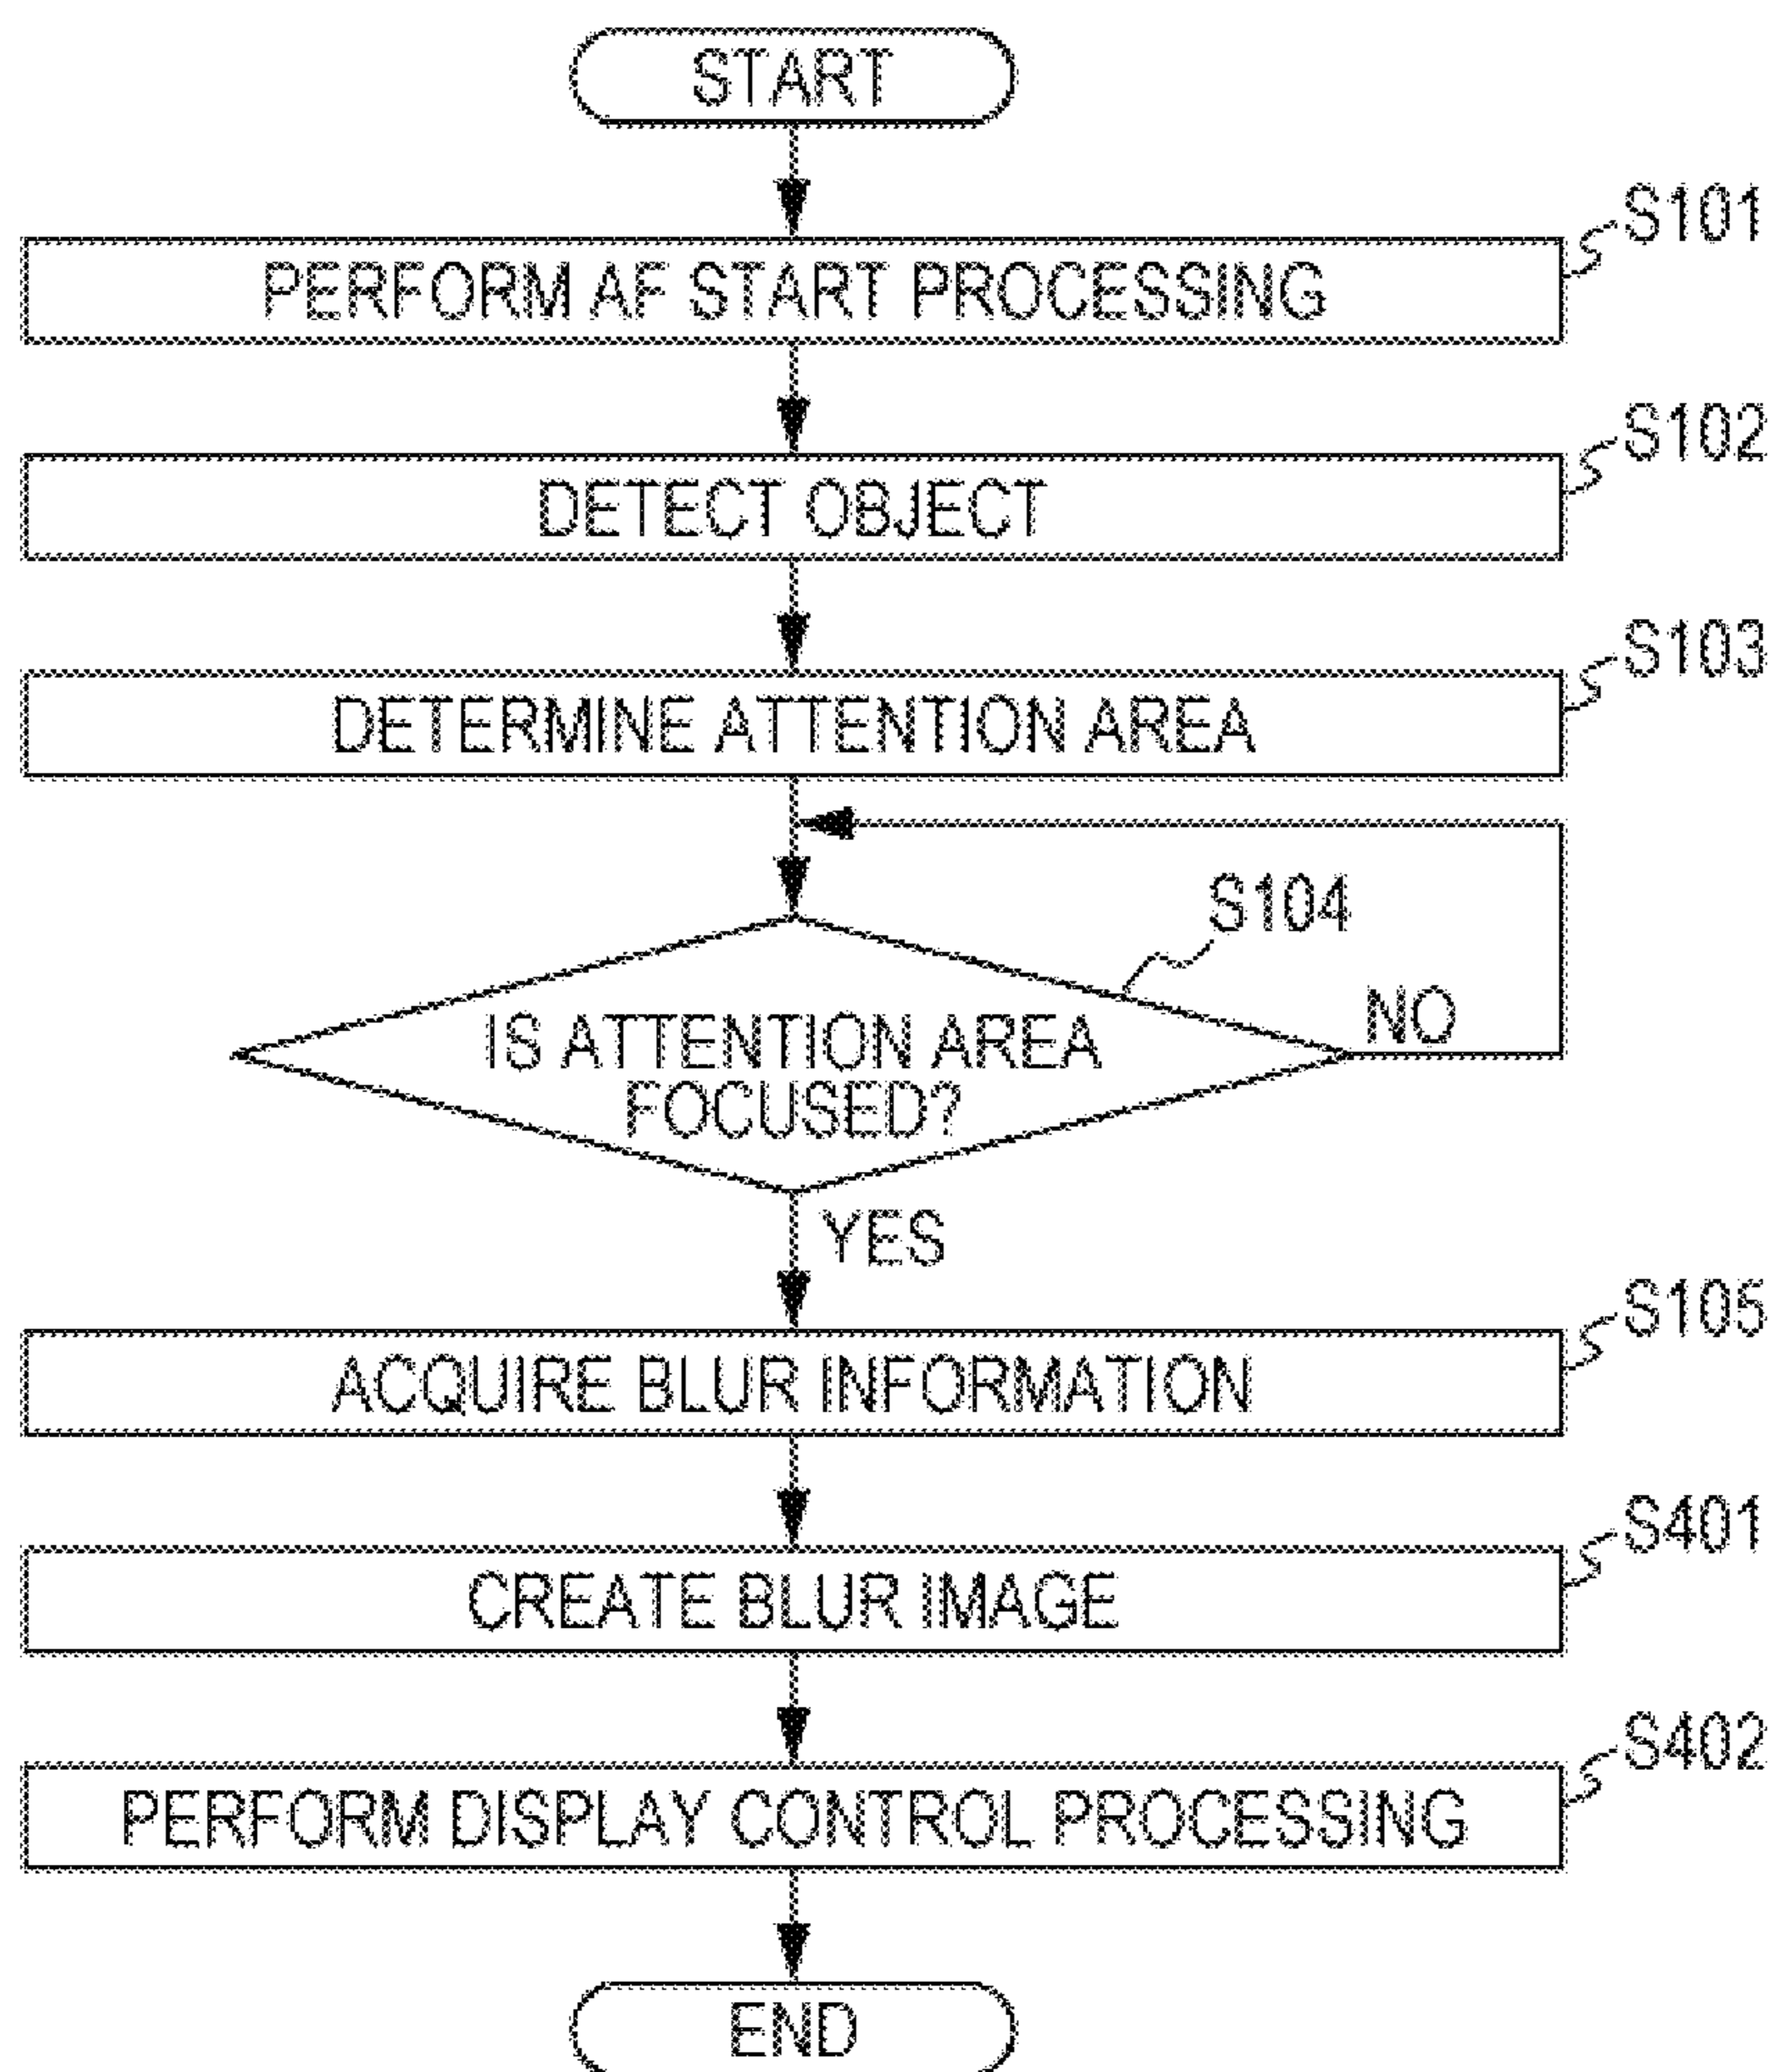 START
S101
PERFORM AF START PROCESSING
S102
DETECT OBJECT
S103
DETERMINE ATTENTION AREA
S104
NO
IS ATTENTION AREA
FOCUSED?
YES
S105
ACQUIRE BLUR INFORMATION
S401
CREATE BLUR IMAGE
S402
PERFORM DISPLAY CONTROL PROCESSING
END